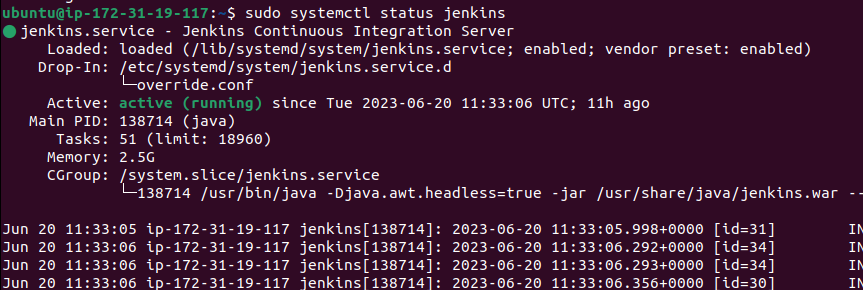 ubuntu@ip-172-31-19-117:~$ sudo systemctl status jenkins
● jenkins.service - Jenkins Continuous Integration Server
     Loaded: loaded (/lib/systemd/system/jenkins.service; enabled; vendor preset: enabled)
    Drop-In: /etc/systemd/system/jenkins.service.d
             └─override.conf
     Active: active (running) since Tue 2023-06-20 11:33:06 UTC; 11h ago
   Main PID: 138714 (java)
      Tasks: 51 (limit: 18960)
     Memory: 2.5G
     CGroup: /system.slice/jenkins.service
             └─138714 /usr/bin/java -Djava.awt.headless=true -jar /usr/share/java/jenkins.war --

Jun 20 11:33:05 ip-172-31-19-117 jenkins[138714]: 2023-06-20 11:33:05.998+0000 [id=31]        IN
Jun 20 11:33:06 ip-172-31-19-117 jenkins[138714]: 2023-06-20 11:33:06.292+0000 [id=34]        IN
Jun 20 11:33:06 ip-172-31-19-117 jenkins[138714]: 2023-06-20 11:33:06.293+0000 [id=34]        IN
Jun 20 11:33:06 ip-172-31-19-117 jenkins[138714]: 2023-06-20 11:33:06.356+0000 [id=30]        IN